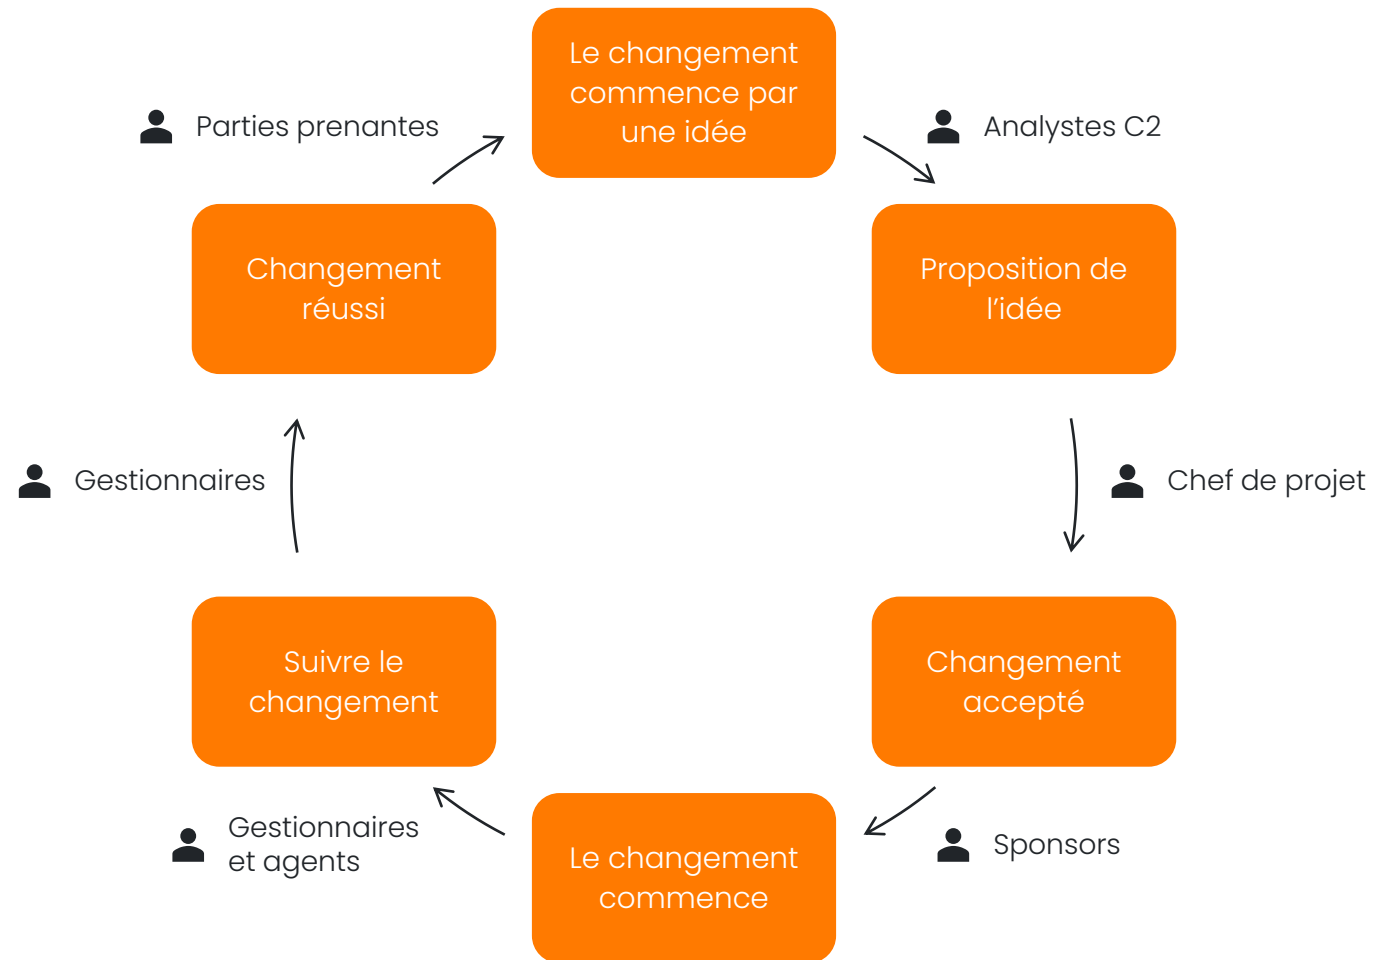 Le changement
commence par
une idée
Parties prenantes
Analystes C2
Changement
réussi
Proposition de
l’idée
Gestionnaires
Chef de projet
Suivre le
changement
Changement
accepté
Gestionnaires
et agents
Le changement
commence
Sponsors